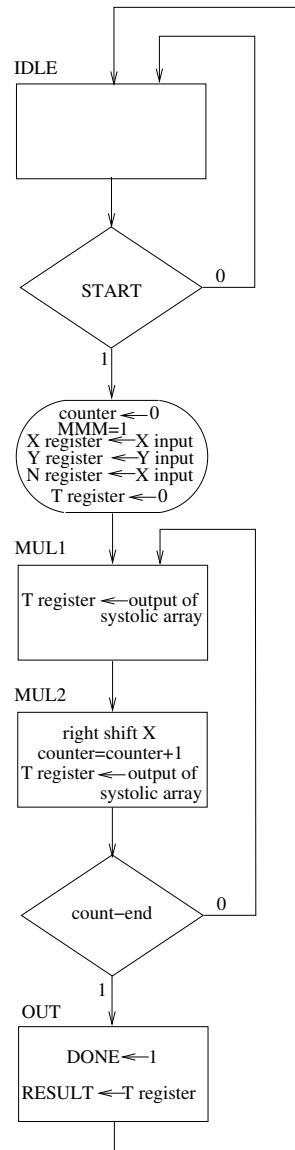 IDLE
START
0
1
counter ← 0
MMM=1
X register ← X input
Y register ← Y input
N register ← X input
T register ← 0
MUL1
T register ← output of
systolic array
MUL2
right shift X
counter=counter+1
T register ← output of
systolic array
count−end
0
1
OUT
DONE ← 1
RESULT ← T register